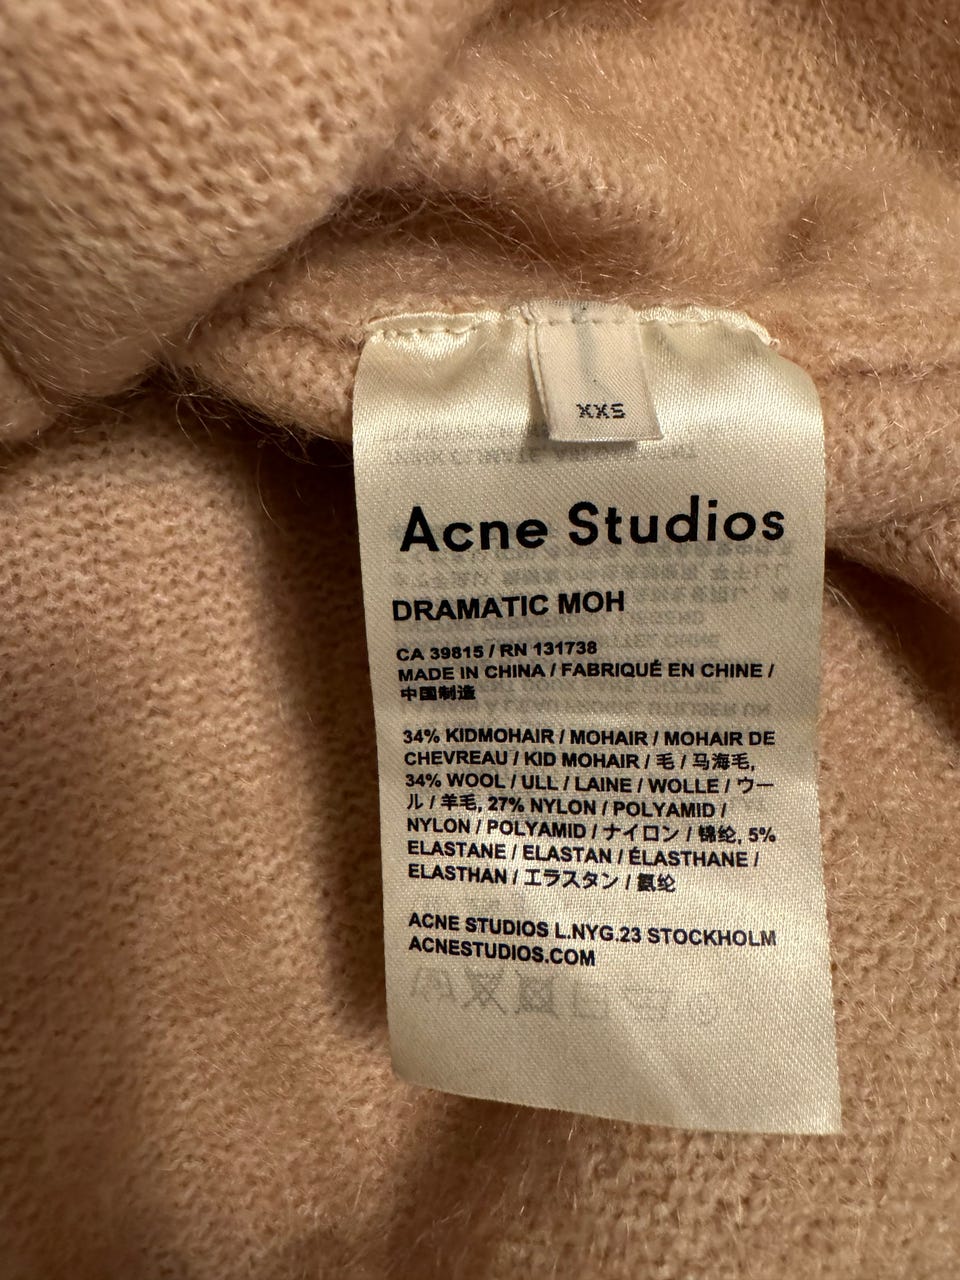 XXS
Acne Studios
DRAMATIC MOH
CA 39815 / RN 131738
MADE IN CHINA / FABRIQUÉ EN CHINE /
中国制造
34% KIDMOHAIR / MOHAIR / MOHAIR DE
CHEVREAU / KID MOHAIR / 毛 / 马海毛,
34% WOOL / ULL / LAINE / WOLLE / ウー
ル / 羊毛, 27% NYLON / POLYAMID /
NYLON / POLYAMID / ナイロン / 锦纶, 5%
ELASTANE / ELASTAN / ÉLASTHANE /
ELASTHAN / エラスタン / 氨纶
ACNE STUDIOS L.NYG.23 STOCKHOLM
ACNESTUDIOS.COM